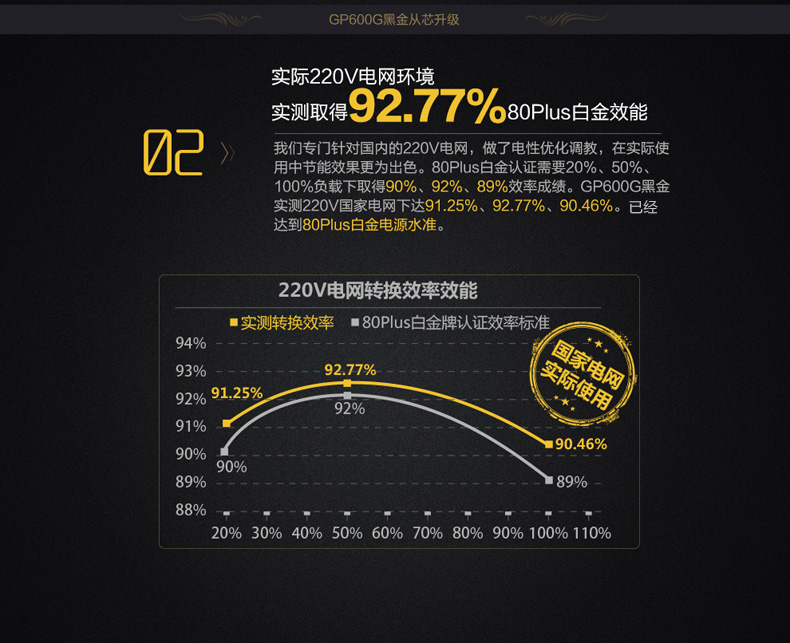 GP600G黑金从芯升级
实际220V电网环境
实测取得92.77%80Plus白金效能
02
我们专门针对国内的220V电网，做了电性优化调教，在实际使
用中节能效果更为出色。80Plus白金认证需要20%、50%、
100%负载下取得90%、92%、89%效率成绩。GP600G黑金
实测220V国家电网下达91.25%、92.77%、90.46%。已经
达到80Plus白金电源水准。
220V电网转换效率效能
实测转换效率 80Plus白金牌认证效率标准
国家电网
实际使用
94%
93%
92%
91%
90%
89%
88%
91.25%
92.77%
90.46%
90%
92%
89%
20% 30% 40% 50% 60% 70% 80% 90% 100% 110%